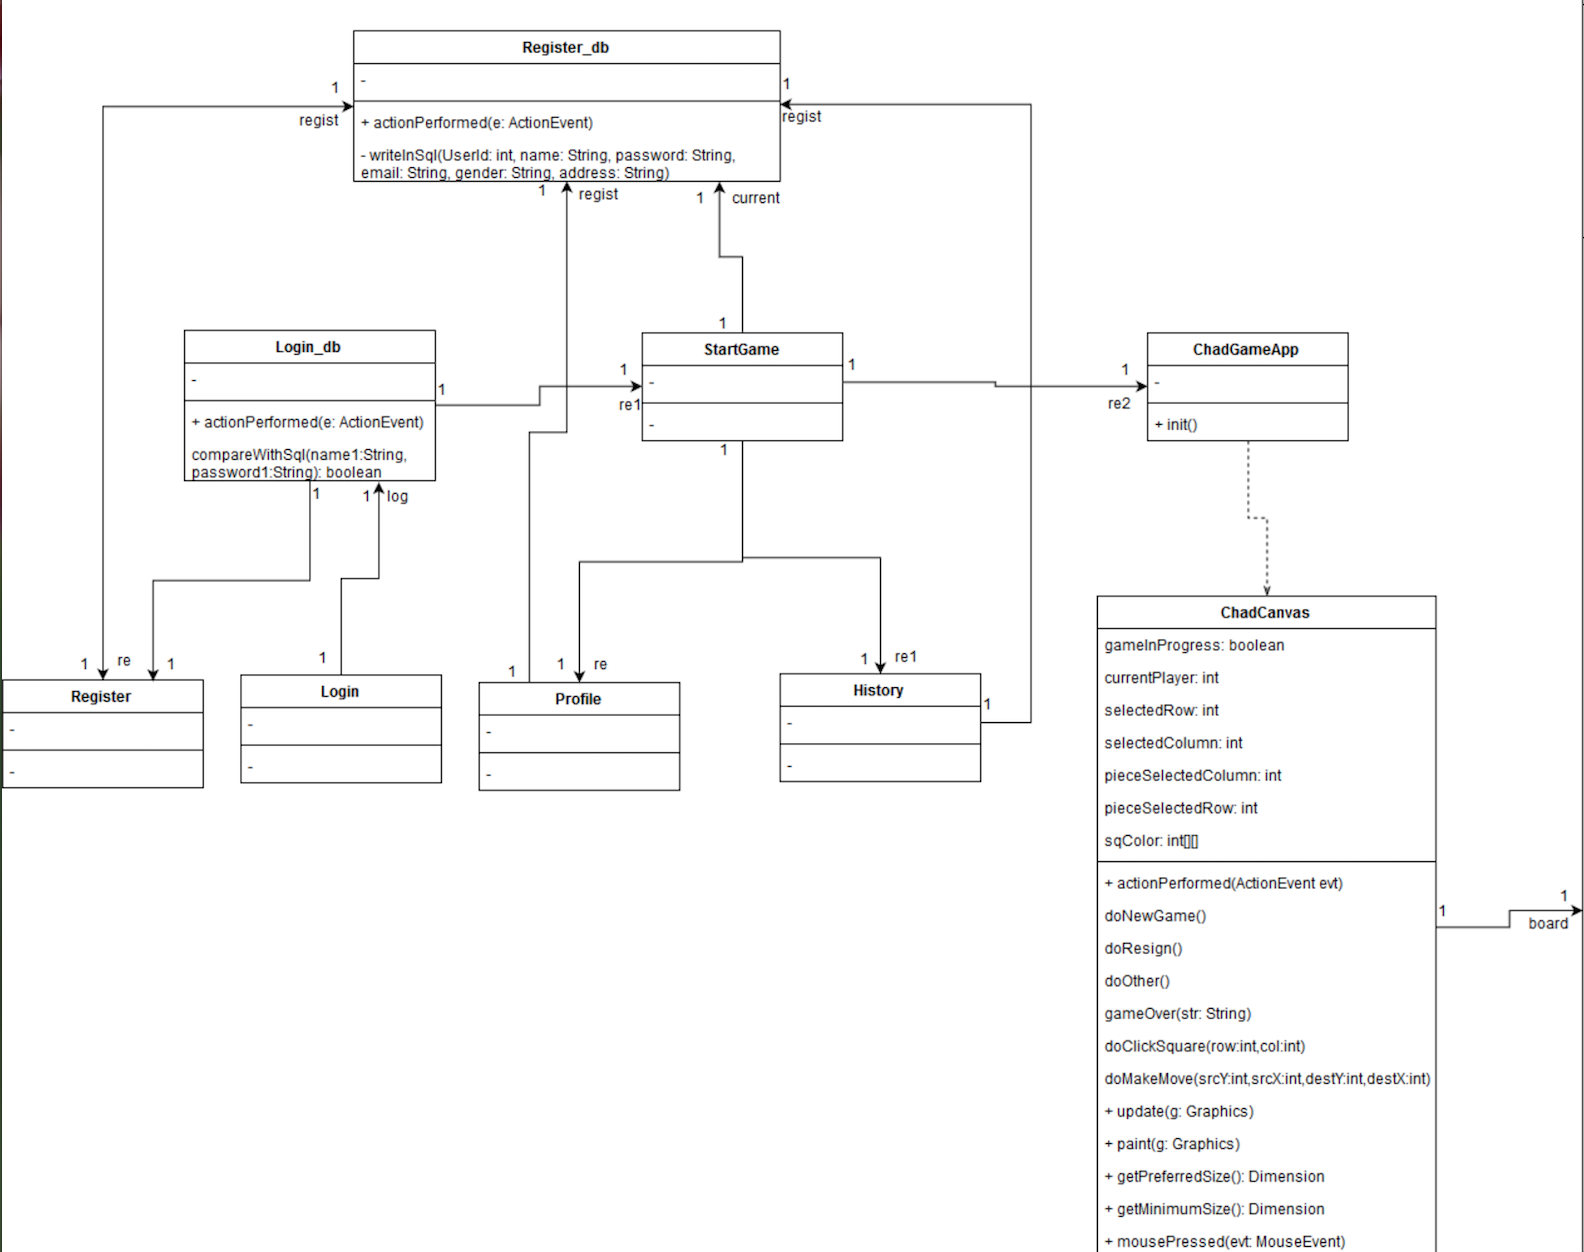 Register_db
-
1
1
regist
regist
+ actionPerformed(e: ActionEvent)
- writeInSql(UserId: int, name: String, password: String,
email: String, gender: String, address: String)
1
regist
1
current
Login_db
-
+ actionPerformed(e: ActionEvent)
compareWithSql(name1:String,
password1:String): boolean
1
1
re1
1
StartGame
-
-
1
1
1
re2
ChadGameApp
-
+ init()
1
1
log
1
re
1
Register
-
-
1
Login
-
-
1
1
re
Profile
-
-
1
re1
History
-
-
1
ChadCanvas
gameInProgress: boolean
currentPlayer: int
selectedRow: int
selectedColumn: int
pieceSelectedColumn: int
pieceSelectedRow: int
sqColor: int[][]
+ actionPerformed(ActionEvent evt)
doNewGame()
doResign()
doOther()
gameOver(str: String)
doClickSquare(row:int,col:int)
doMakeMove(srcY:int,srcX:int,destY:int,destX:int)
+ update(g: Graphics)
+ paint(g: Graphics)
+ getPreferredSize(): Dimension
+ getMinimumSize(): Dimension
+ mousePressed(evt: MouseEvent)
1
1
board